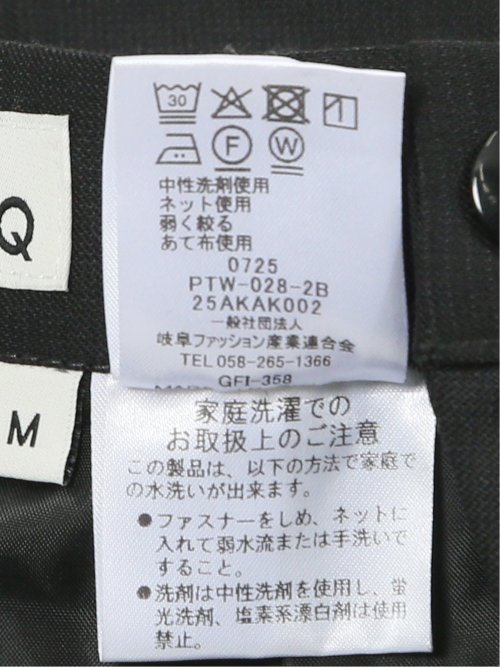 30
F
W
中性洗剤使用
ネット使用
弱く絞る
あて布使用
0725
PTW-028-2B
25AKAK002
一般社団法人
岐阜ファッション産業連合会
TEL058-265-1366
GFI-358
Q
M
家庭洗濯での
お取扱上のご注意
この製品は、以下の方法で家庭で
の水洗いが出来ます。
●ファスナーをしめ、ネットに
入れて弱水流または手洗いで
すること。
●洗剤は中性洗剤を使用し、蛍
光洗剤、塩素系漂白剤は使用
禁止。